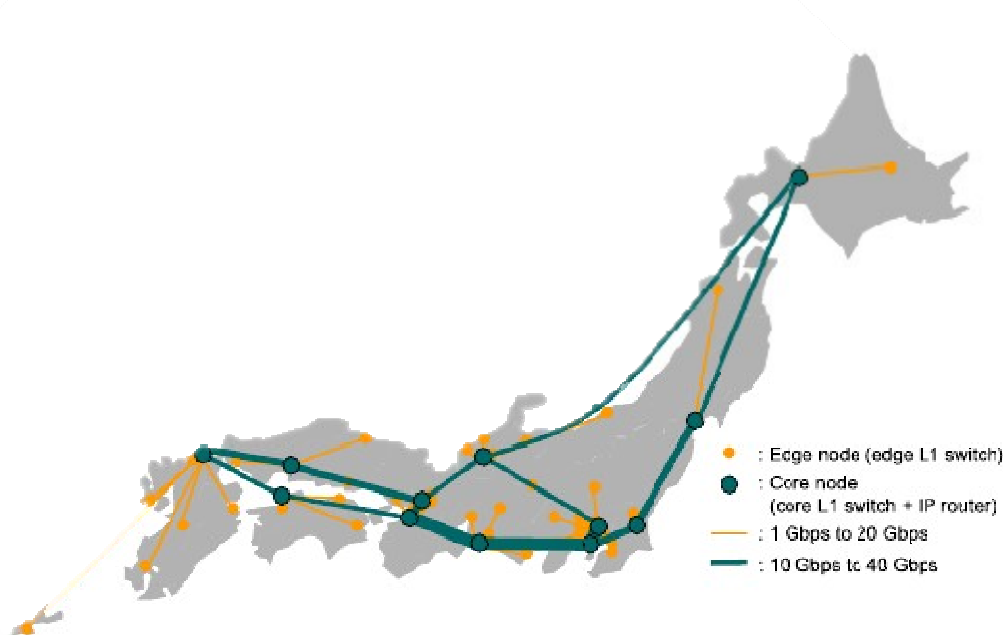 : Edge node (edge L1 switch)
: Core node
(core L1 switch + IP router)
: 1 Gbps to 20 Gbps
: 10 Gbps to 40 Gbps